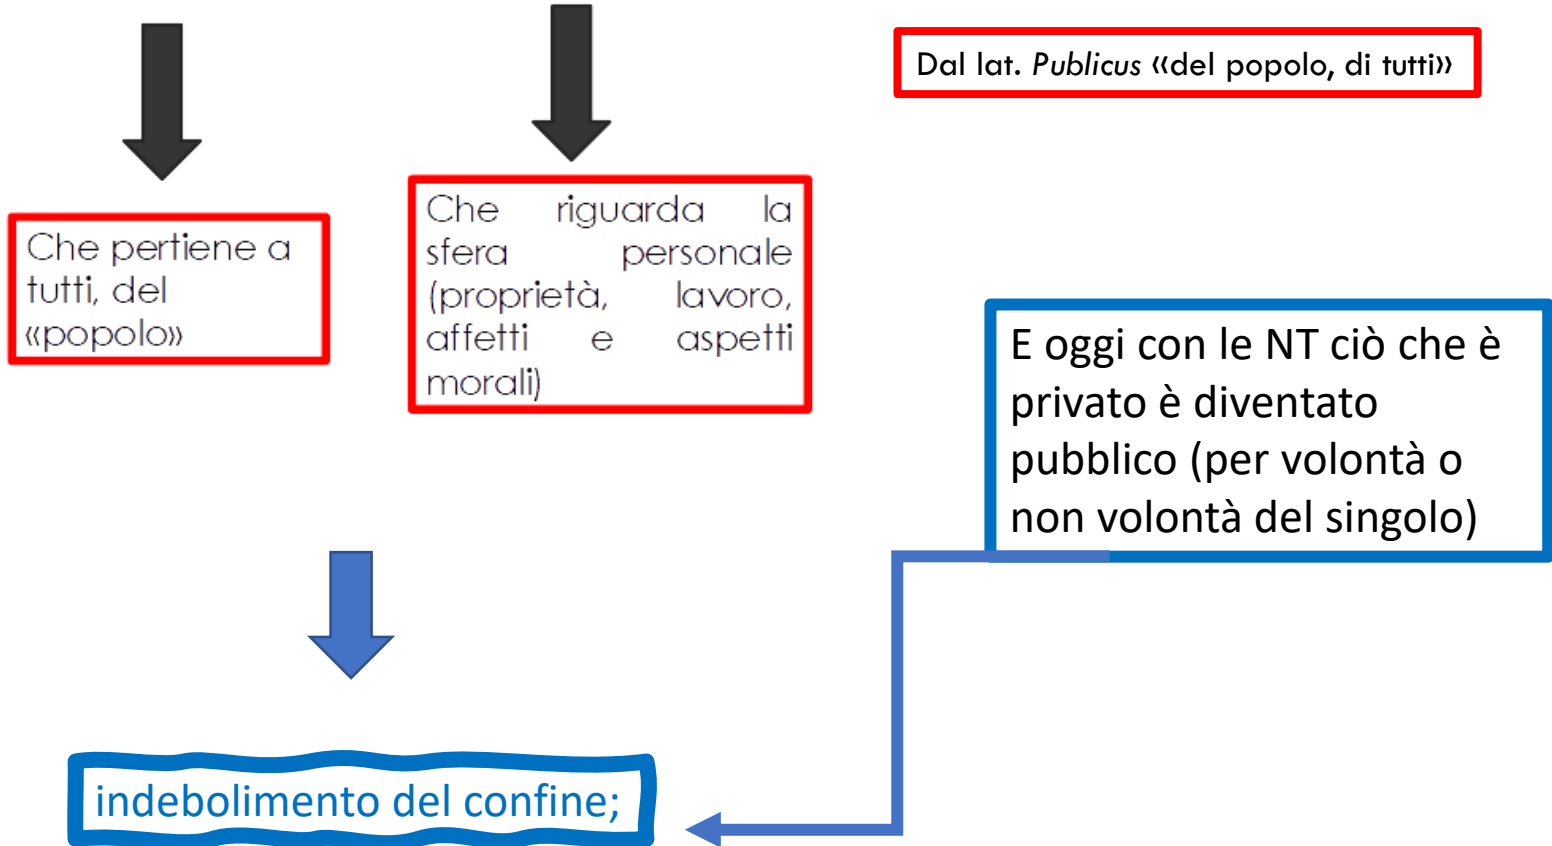 Dal lat. Publicus «del popolo, di tutti»
Che pertiene a
tutti, del
«popolo»
Che riguarda la
sfera personale
(proprietà, lavoro,
affetti e aspetti
morali)
E oggi con le NT ciò che è
privato è diventato
pubblico (per volontà o
non volontà del singolo)
indebolimento del confine;